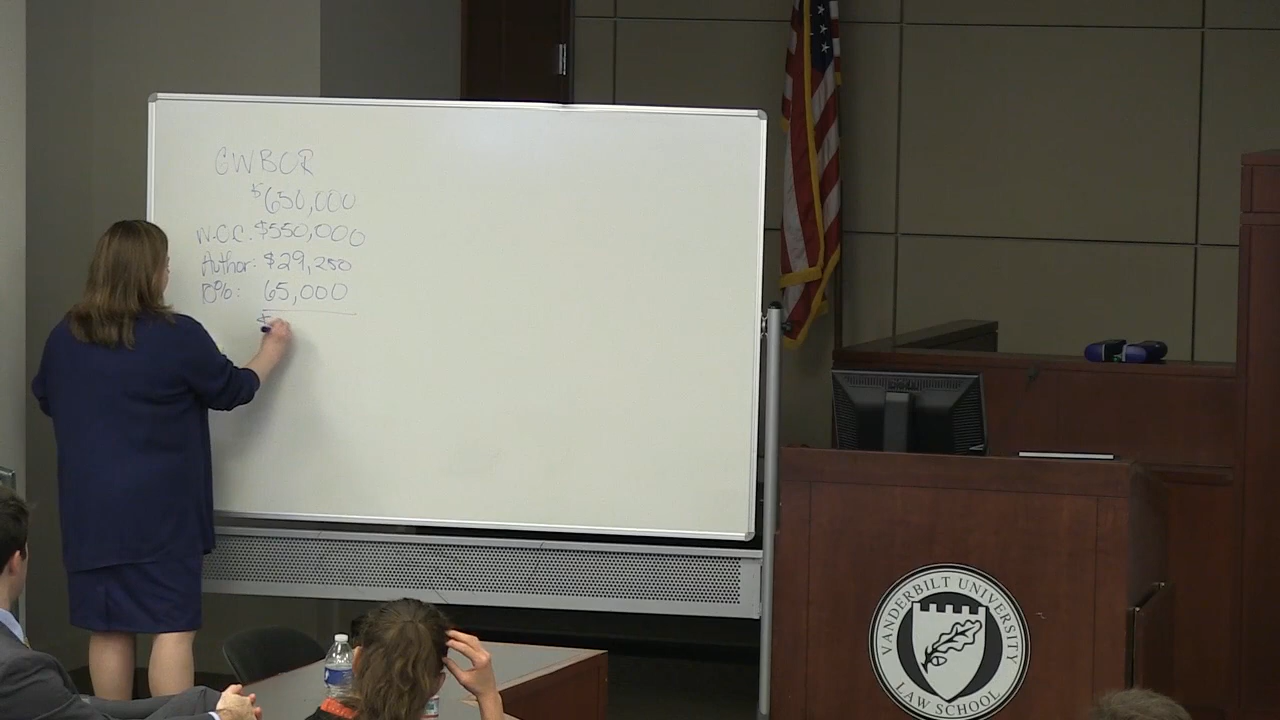 GWBCR
$650,000
N.O.C. $550,000
Author: $29,250
10%: 65,000
$
VANDERBILT UNIVERSITY
LAW SCHOOL